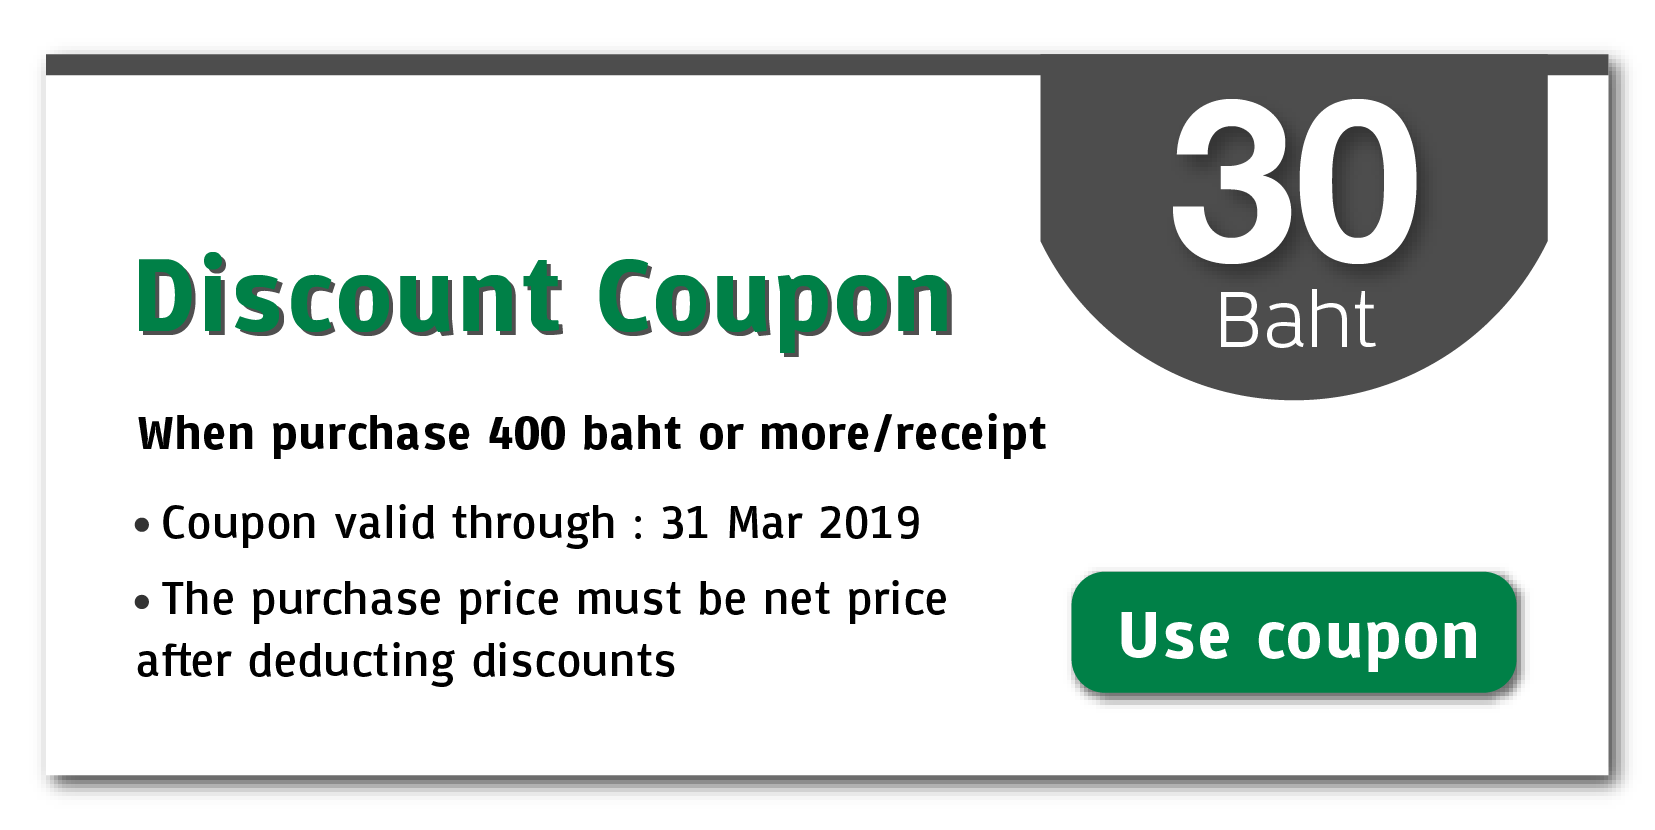 30
Baht
Discount Coupon
When purchase 400 baht or more/receipt
• Coupon valid through : 31 Mar 2019
• The purchase price must be net price
after deducting discounts
Use coupon